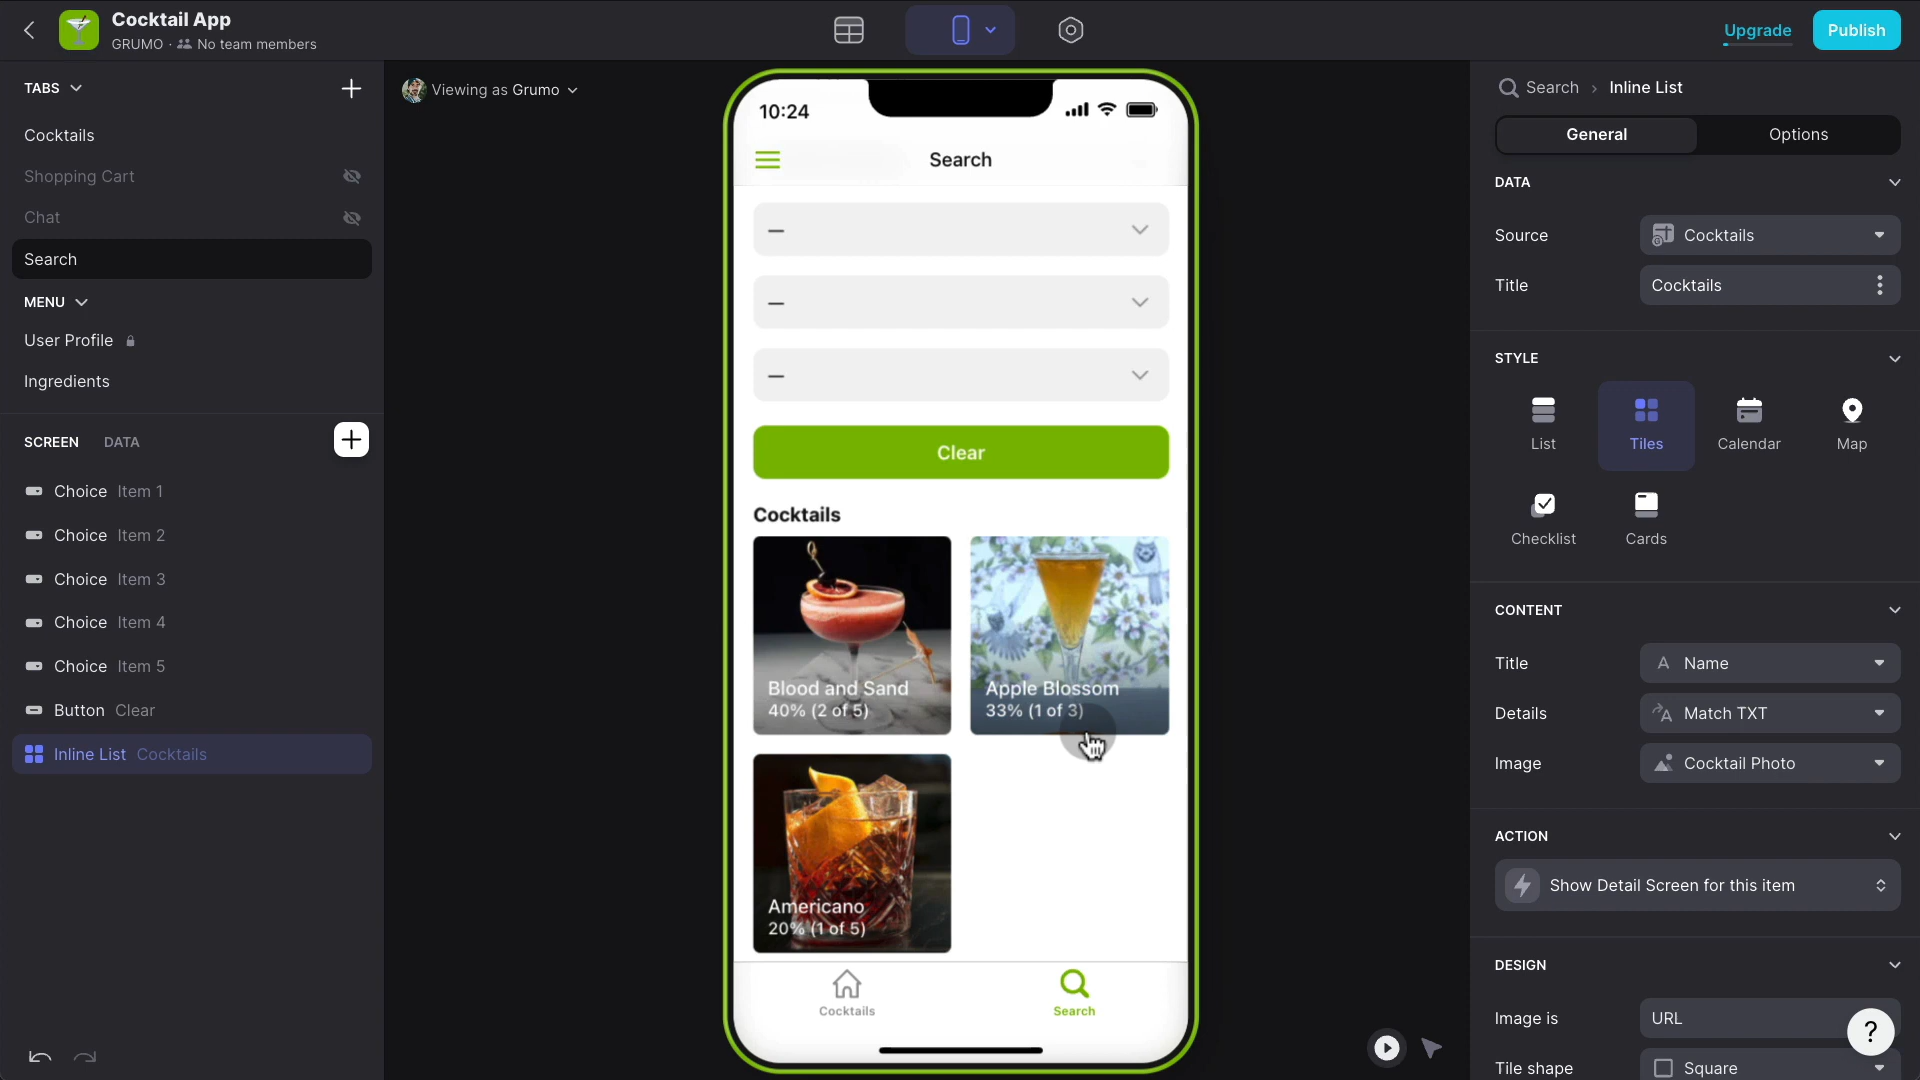 Cocktail App
GRUMO · No team members
Upgrade
Publish
TABS
Cocktails
Shopping Cart
Chat
Search
MENU
User Profile
Ingredients
SCREEN DATA
Choice Item 1
Choice Item 2
Choice Item 3
Choice Item 4
Choice Item 5
Button Clear
Inline List Cocktails
Viewing as Grumo
10:24
Search
—
—
—
Clear
Cocktails
Blood and Sand
40% (2 of 5)
Apple Blossom
33% (1 of 3)
Americano
20% (1 of 5)
Cocktails
Search
Search › Inline List
General Options
DATA
Source Cocktails
Title Cocktails
STYLE
List Tiles Calendar Map
Checklist Cards
CONTENT
Title Name
Details Match TXT
Image Cocktail Photo
ACTION
Show Detail Screen for this item
DESIGN
Image is URL
?
Tile shape Square